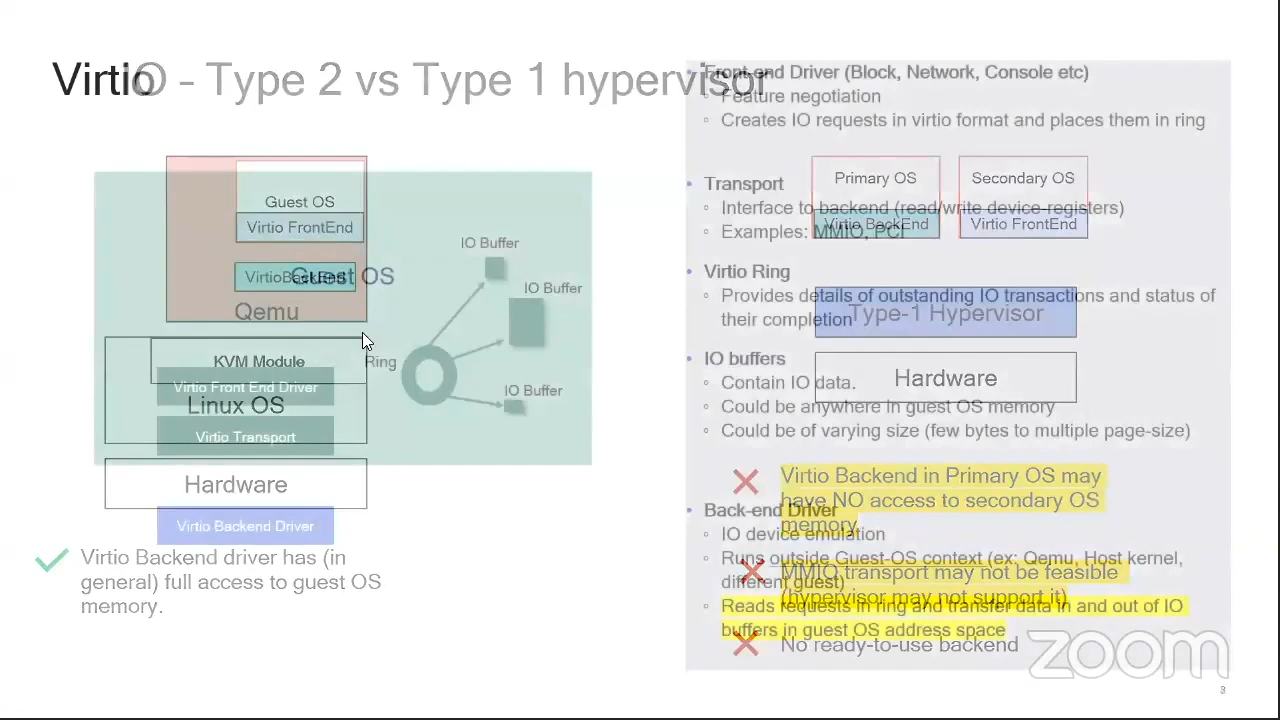 VirtIO - Type 2 vs Type 1 hypervisor
Guest OS
Virtio FrontEnd
VirtioBackEnd
Guest OS
Qemu
KVM Module
Virtio Front End Driver
Linux OS
Virtio Transport
Hardware
Virtio Backend Driver
Virtio Backend driver has (in
general) full access to guest OS
memory.
IO Buffer
IO Buffer
Ring
IO Buffer
Front-end Driver (Block, Network, Console etc)
Feature negotiation
Creates IO requests in virtio format and places them in ring
Transport
Interface to backend (read/write device registers)
Examples: MMIO, PCI
Virtio Ring
Provides details of outstanding IO transactions and status of
their completion
IO buffers
Contain IO data.
Could be anywhere in guest OS memory
Could be of varying size (few bytes to multiple page-size)
Back-end Driver
IO device emulation
Runs outside Guest-OS context (ex: Qemu, Host kernel,
different guest)
Reads requests in ring and transfer data in and out of IO
buffers in guest OS address space
Primary OS
Secondary OS
Virtio BackEnd
Virtio FrontEnd
Type-1 Hypervisor
Hardware
Virtio Backend in Primary OS may
have NO access to secondary OS
memory
MMIO transport may not be feasible
(hypervisor may not support it)
No ready-to-use backend
zoom
3